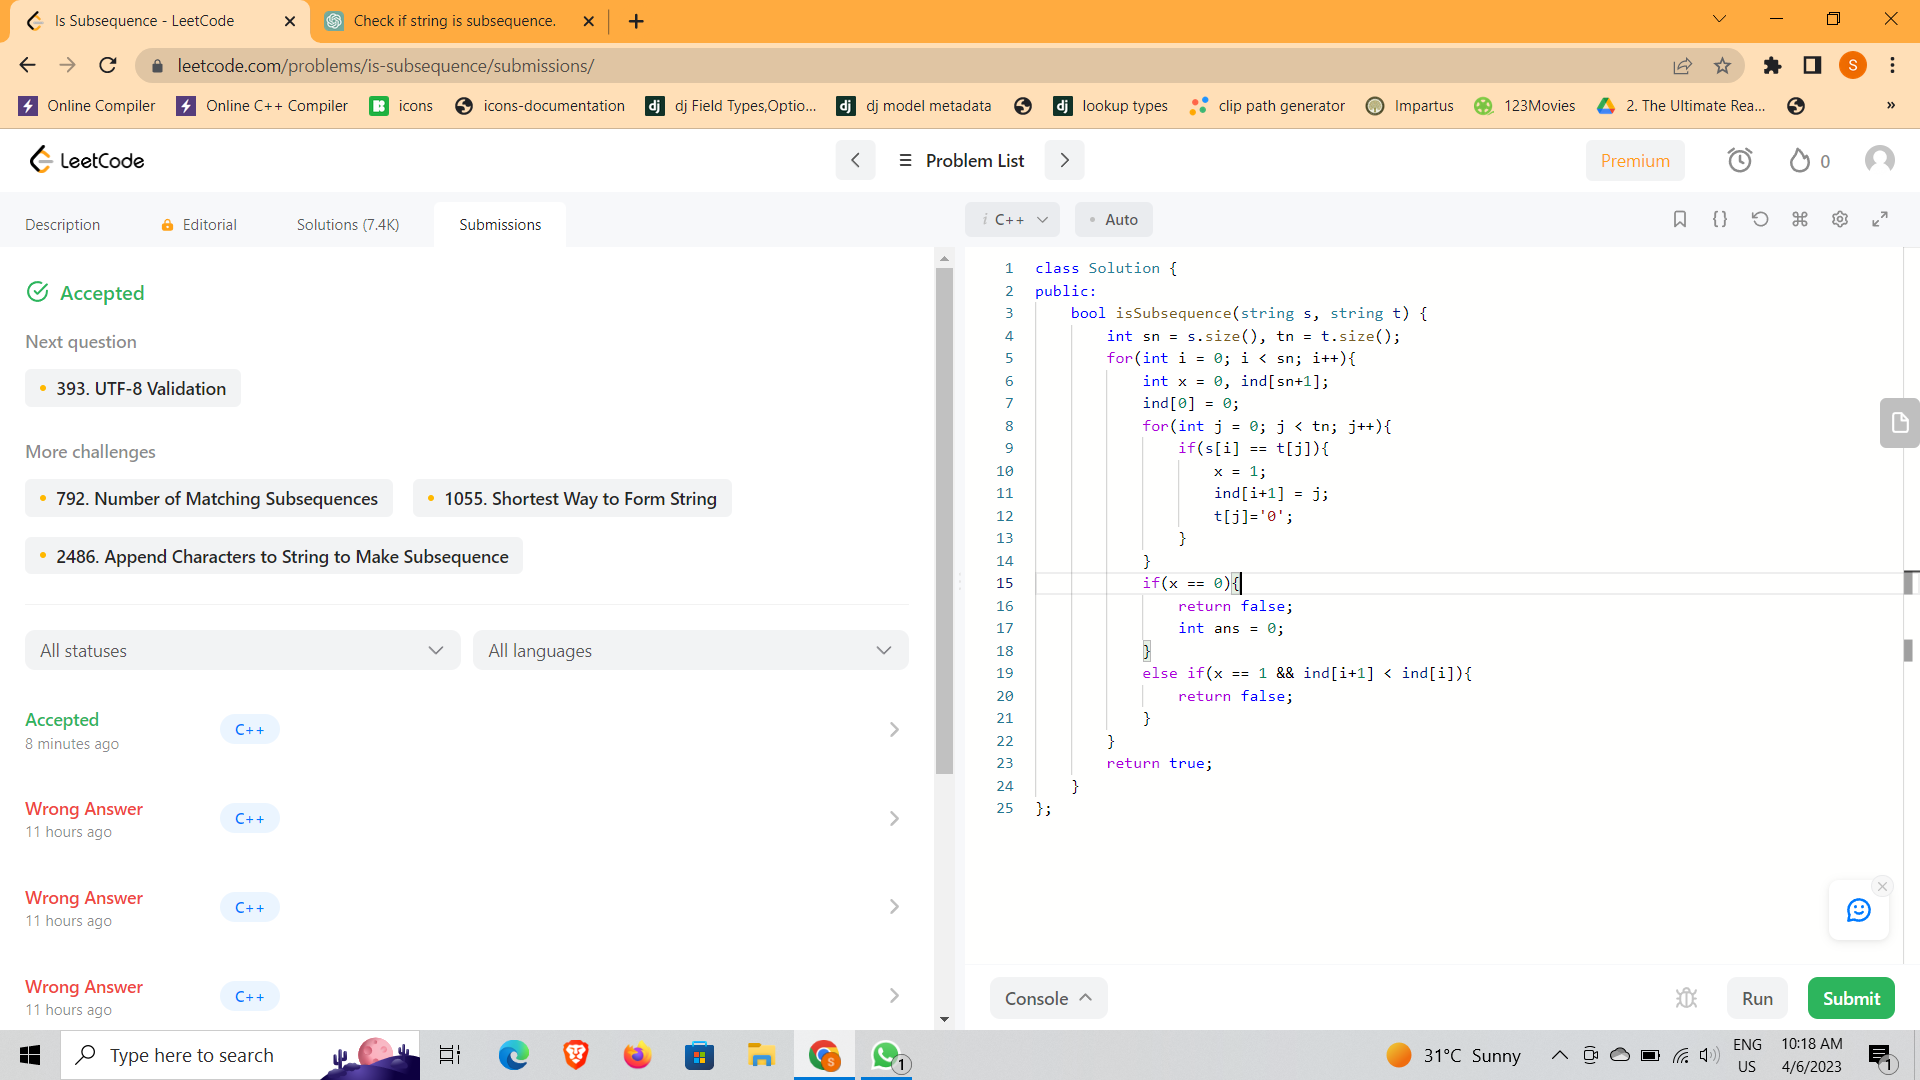 Is Subsequence - LeetCode
Check if string is subsequence.
leetcode.com/problems/is-subsequence/submissions/
S
Online Compiler
Online C++ Compiler
icons
icons-documentation
dj
dj Field Types,Optio...
dj
dj model metadata
dj
lookup types
clip path generator
Impartus
123Movies
2. The Ultimate Rea...
»
LeetCode
Problem List
Premium
0
Description
Editorial
Solutions (7.4K)
Submissions
i C++
Auto
Accepted
Next question
393. UTF-8 Validation
More challenges
792. Number of Matching Subsequences
1055. Shortest Way to Form String
2486. Append Characters to String to Make Subsequence
All statuses
All languages
Accepted
8 minutes ago
C++
Wrong Answer
11 hours ago
C++
Wrong Answer
11 hours ago
C++
Wrong Answer
11 hours ago
C++
1 class Solution {
2 public:
3 bool isSubsequence(string s, string t) {
4 int sn = s.size(), tn = t.size();
5 for(int i = 0; i < sn; i++){
6 int x = 0, ind[sn+1];
7 ind[0] = 0;
8 for(int j = 0; j < tn; j++){
9 if(s[i] == t[j]){
10 x = 1;
11 ind[i+1] = j;
12 t[j]='0';
13 }
14 }
15 if(x == 0){
16 return false;
17 int ans = 0;
18 }
19 else if(x == 1 && ind[i+1] < ind[i]){
20 return false;
21 }
22 }
23 return true;
24 }
25 };
Console
Run
Submit
Type here to search
S
1
31°C Sunny
ENG
US
10:18 AM
4/6/2023
1